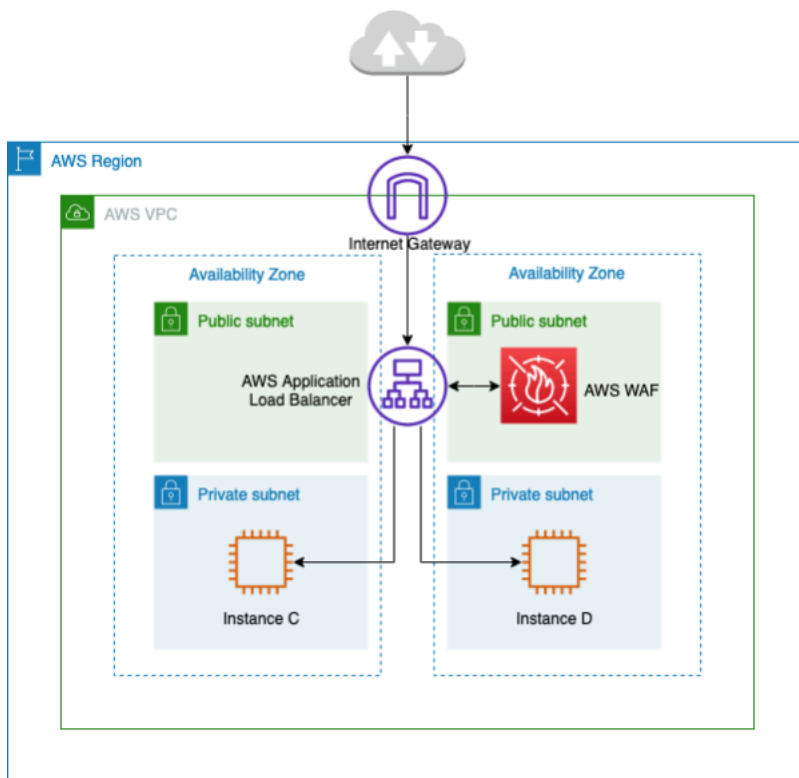 AWS Region
AWS VPC
Internet Gateway
Availability Zone
Availability Zone
Public subnet
Public subnet
AWS Application
Load Balancer
AWS WAF
Private subnet
Private subnet
Instance C
Instance D